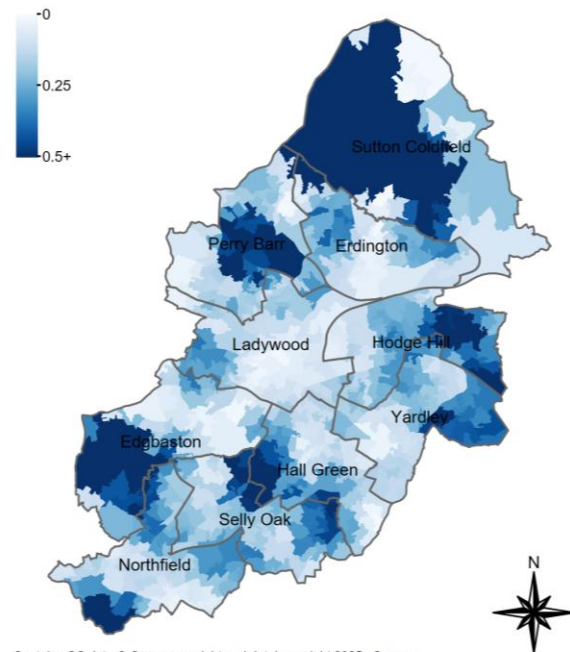 0
0.25
0.5+
Sutton Coldfield
Perry Barr
Erdington
Ladywood
Hodge Hill
Yardley
Edgbaston
Hall Green
Selly Oak
Northfield
N